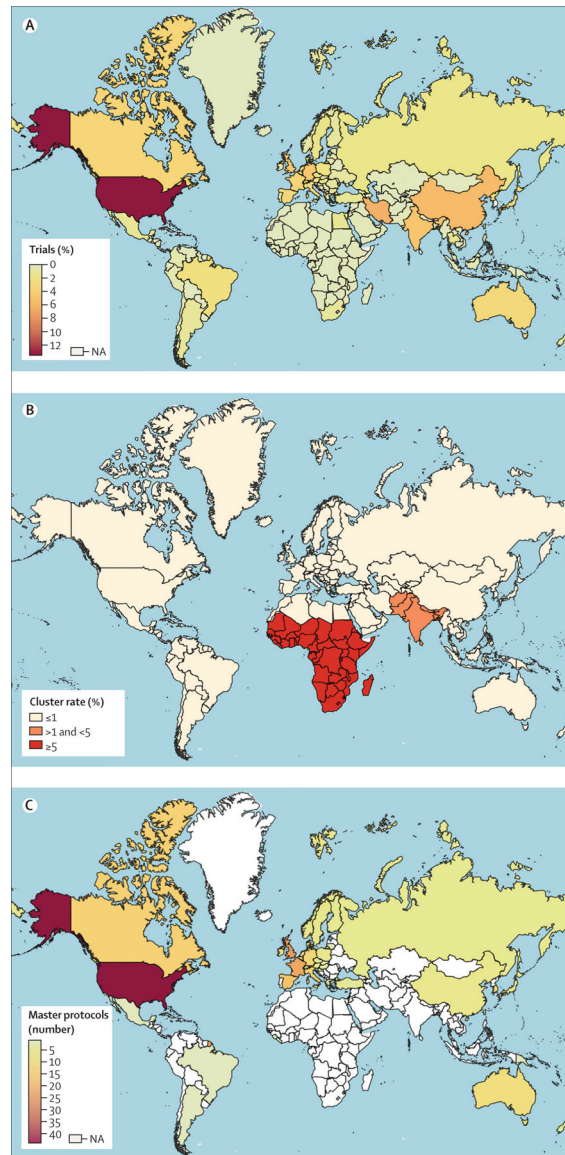 A
Trials (%)
0
2
4
6
8
10
12
NA
B
Cluster rate (%)
≤1
>1 and <5
≥5
C
Master protocols
(number)
5
10
15
20
25
30
35
40
NA